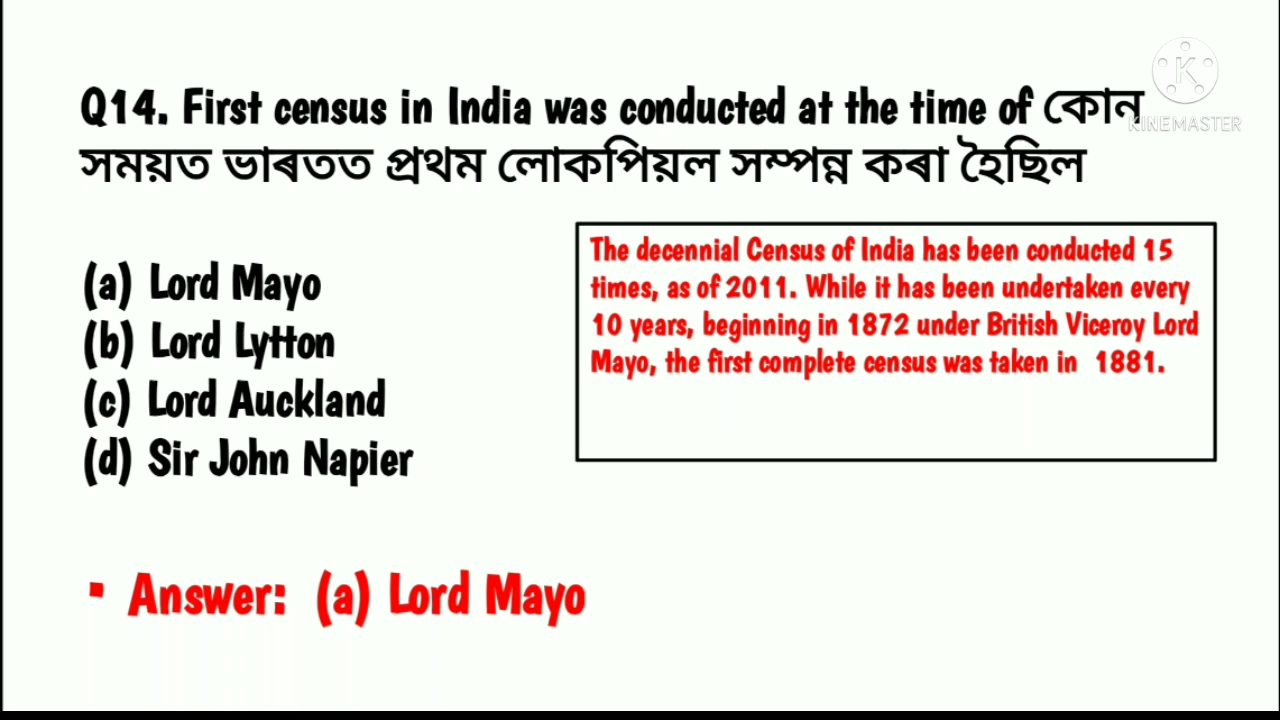 Q14. First census in India was conducted at the time of কোন
সময়ত ভাৰতত প্ৰথম লোকপিয়ল সম্পন্ন কৰা হৈছিল
KINEMASTER
(a) Lord Mayo
(b) Lord Lytton
(c) Lord Auckland
(d) Sir John Napier
The decennial Census of India has been conducted 15
times, as of 2011. While it has been undertaken every
10 years, beginning in 1872 under British Viceroy Lord
Mayo, the first complete census was taken in 1881.
▪ Answer: (a) Lord Mayo